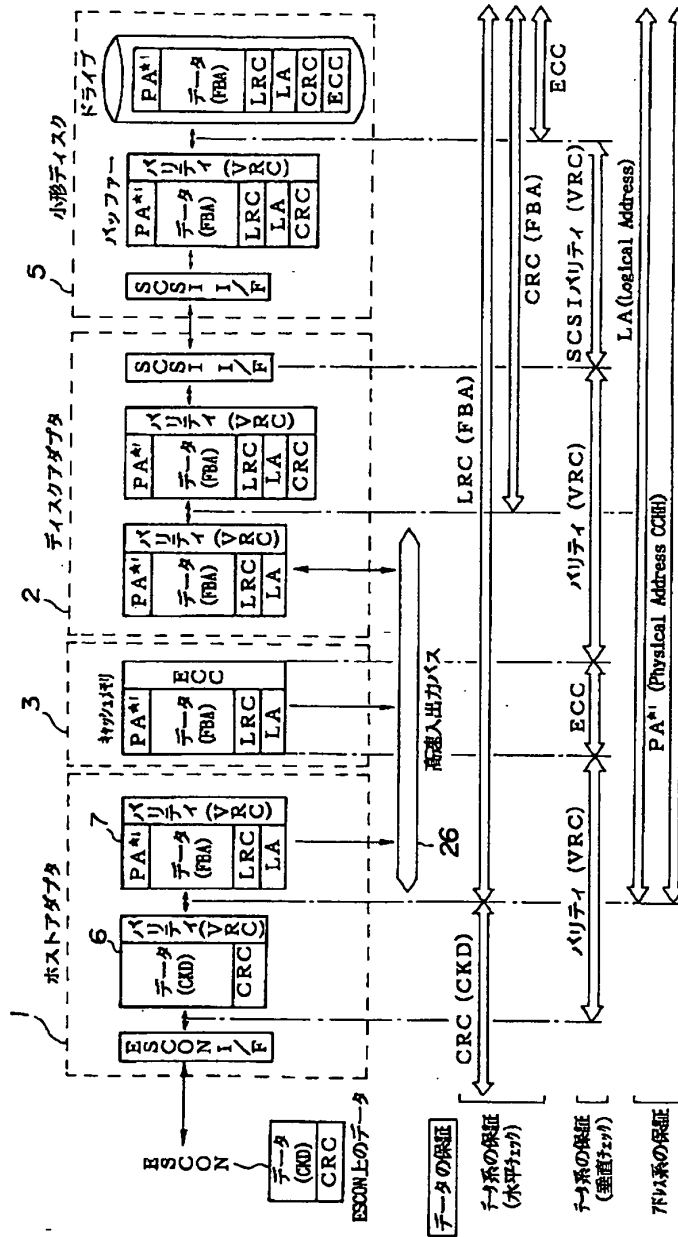 ESCON
データ
(CKD)
CRC
ESCON上のデータ
1
ホストアダプタ
ESCON I/F
6
データ
(CKD)
CRC
パリティ(VRC)
7
PA*1
データ
(FBA)
LRC
LA
パリティ(VRC)
3
キャッシュメモリ
PA*1
データ
(FBA)
LRC
LA
ECC
2
ディスクアダプタ
PA*1
データ
(FBA)
LRC
LA
パリティ(VRC)
PA*1
データ
(FBA)
LRC
LA
CRC
パリティ(VRC)
SCSI I/F
5
小形ディスク
SCSI I/F
バッファー
PA*1
データ
(FBA)
LRC
LA
CRC
パリティ(VRC)
ドライブ
PA*1
データ
(FBA)
LRC
LA
CRC
ECC
26
高速入出力バス
データの保証
データ系の保証
(水平チェック)
CRC (CKD)
LRC (FBA)
CRC (FBA)
ECC
データ系の保証
(垂直チェック)
パリティ (VRC)
ECC
パリティ (VRC)
SCSIパリティ (VRC)
アドレス系の保証
LA(Logical Address)
PA*1 (Physical Address CCHH)